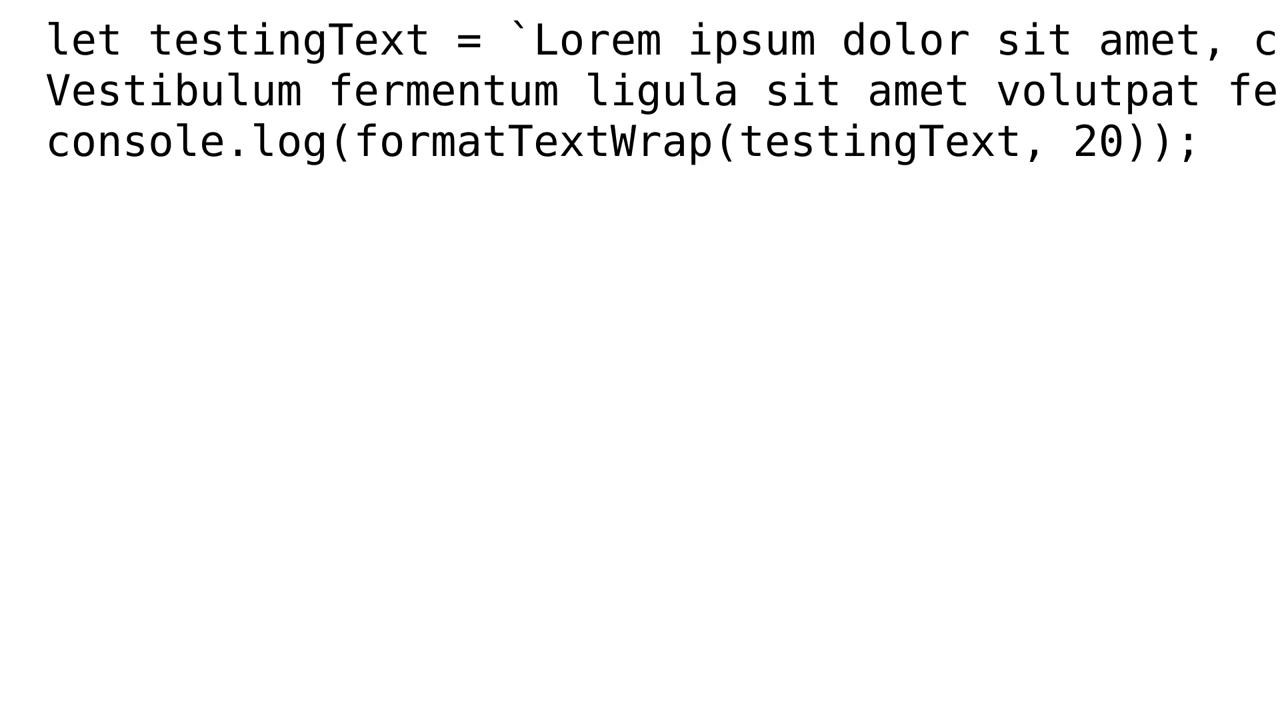 let testingText = `Lorem ipsum dolor sit amet, c
Vestibulum fermentum ligula sit amet volutpat fe
console.log(formatTextWrap(testingText, 20));